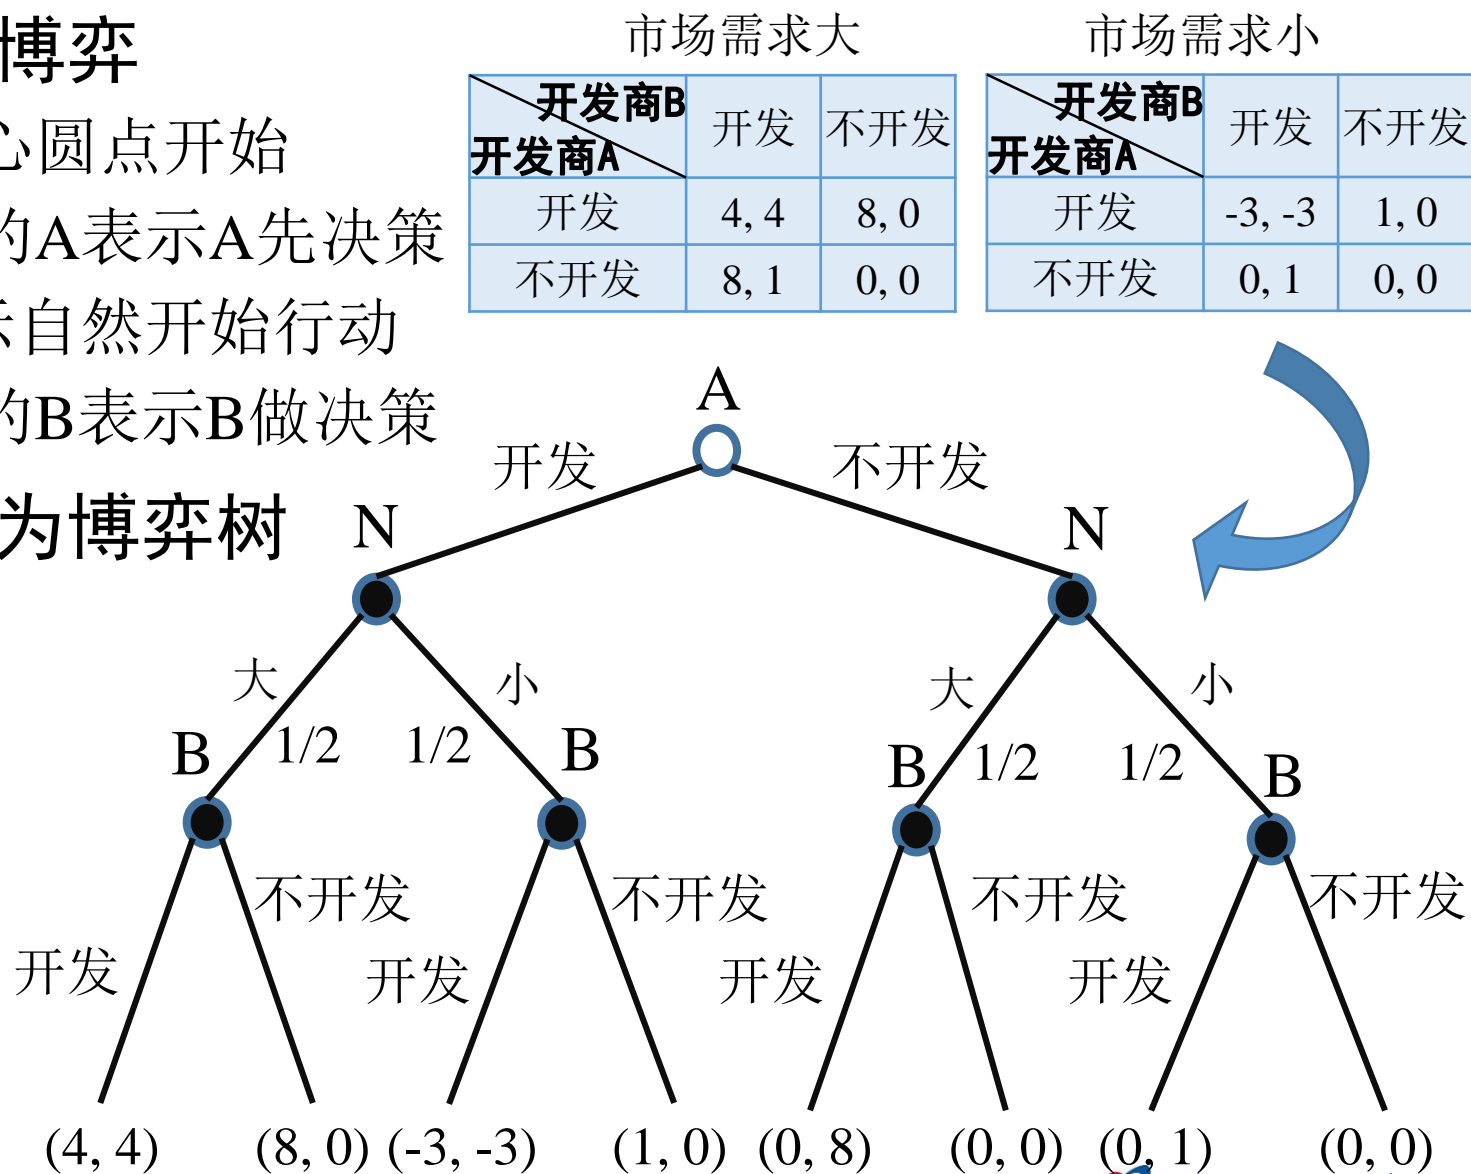 博弈
心圆点开始
的A表示A先决策
示自然开始行动
的B表示B做决策
为博弈树
市场需求大
开发商B 开发 不开发
开发商A
开发 4, 4 8, 0
不开发 8, 1 0, 0
市场需求小
开发商B 开发 不开发
开发商A
开发 -3, -3 1, 0
不开发 0, 1 0, 0
A
开发 不开发
N N
大 小 大 小
1/2 1/2 1/2 1/2
B B B B
不开发 不开发 不开发 不开发
开发 开发 开发 开发
(4, 4) (8, 0) (-3, -3) (1, 0) (0, 8) (0, 0) (0, 1) (0, 0)